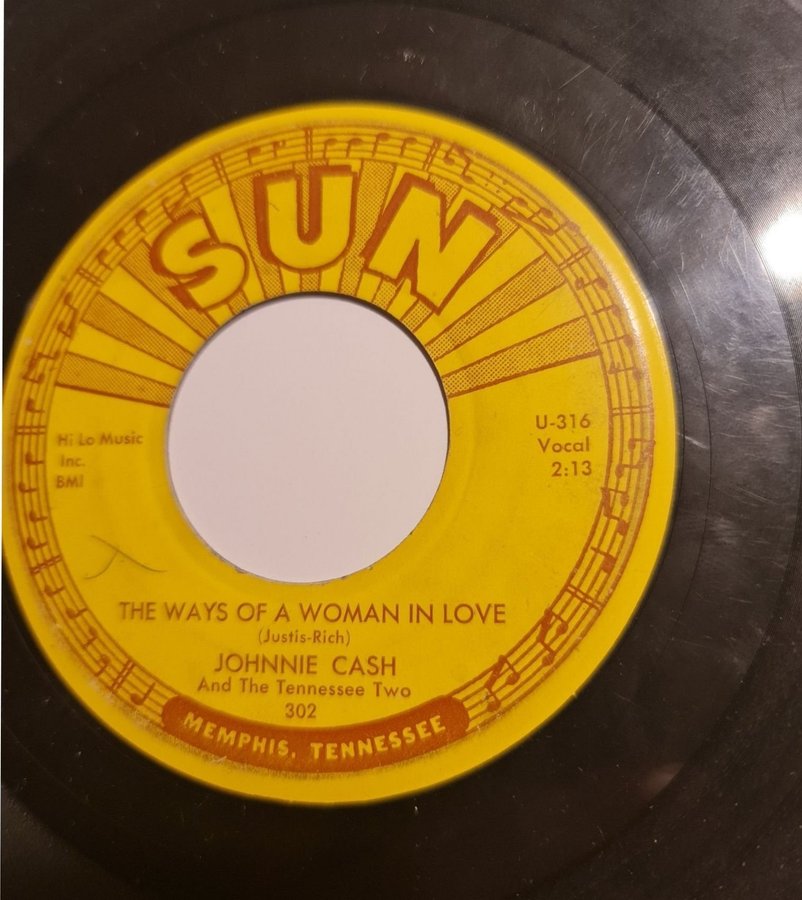 SUN
Hi Lo Music
Inc.
BMI
U-316
Vocal
2:13
THE WAYS OF A WOMAN IN LOVE
(Justis-Rich)
JOHNNIE CASH
And The Tennessee Two
302
MEMPHIS, TENNESSEE